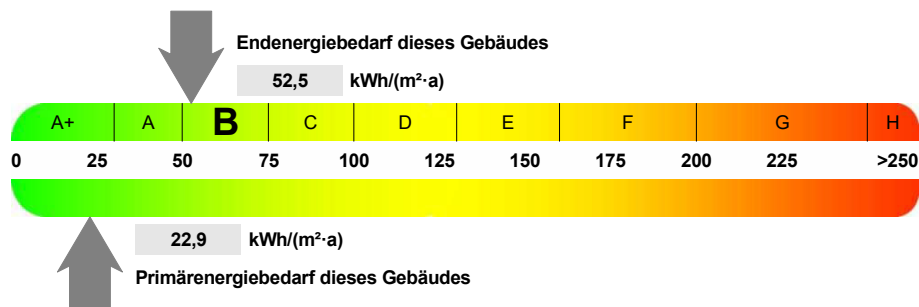 Endenergiebedarf dieses Gebäudes
52,5 kWh/(m²·a)
A+ A B C D E F G H
0 25 50 75 100 125 150 175 200 225 >250
22,9 kWh/(m²·a)
Primärenergiebedarf dieses Gebäudes